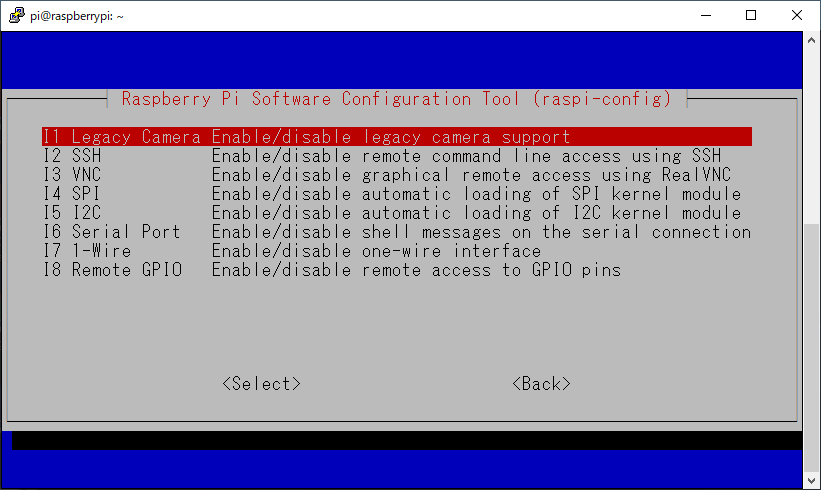 pi@raspberrypi: ~
Raspberry Pi Software Configuration Tool (raspi-config)
I1 Legacy Camera Enable/disable legacy camera support
I2 SSH Enable/disable remote command line access using SSH
I3 VNC Enable/disable graphical remote access using RealVNC
I4 SPI Enable/disable automatic loading of SPI kernel module
I5 I2C Enable/disable automatic loading of I2C kernel module
I6 Serial Port Enable/disable shell messages on the serial connection
I7 1-Wire Enable/disable one-wire interface
I8 Remote GPIO Enable/disable remote access to GPIO pins
<Select> <Back>